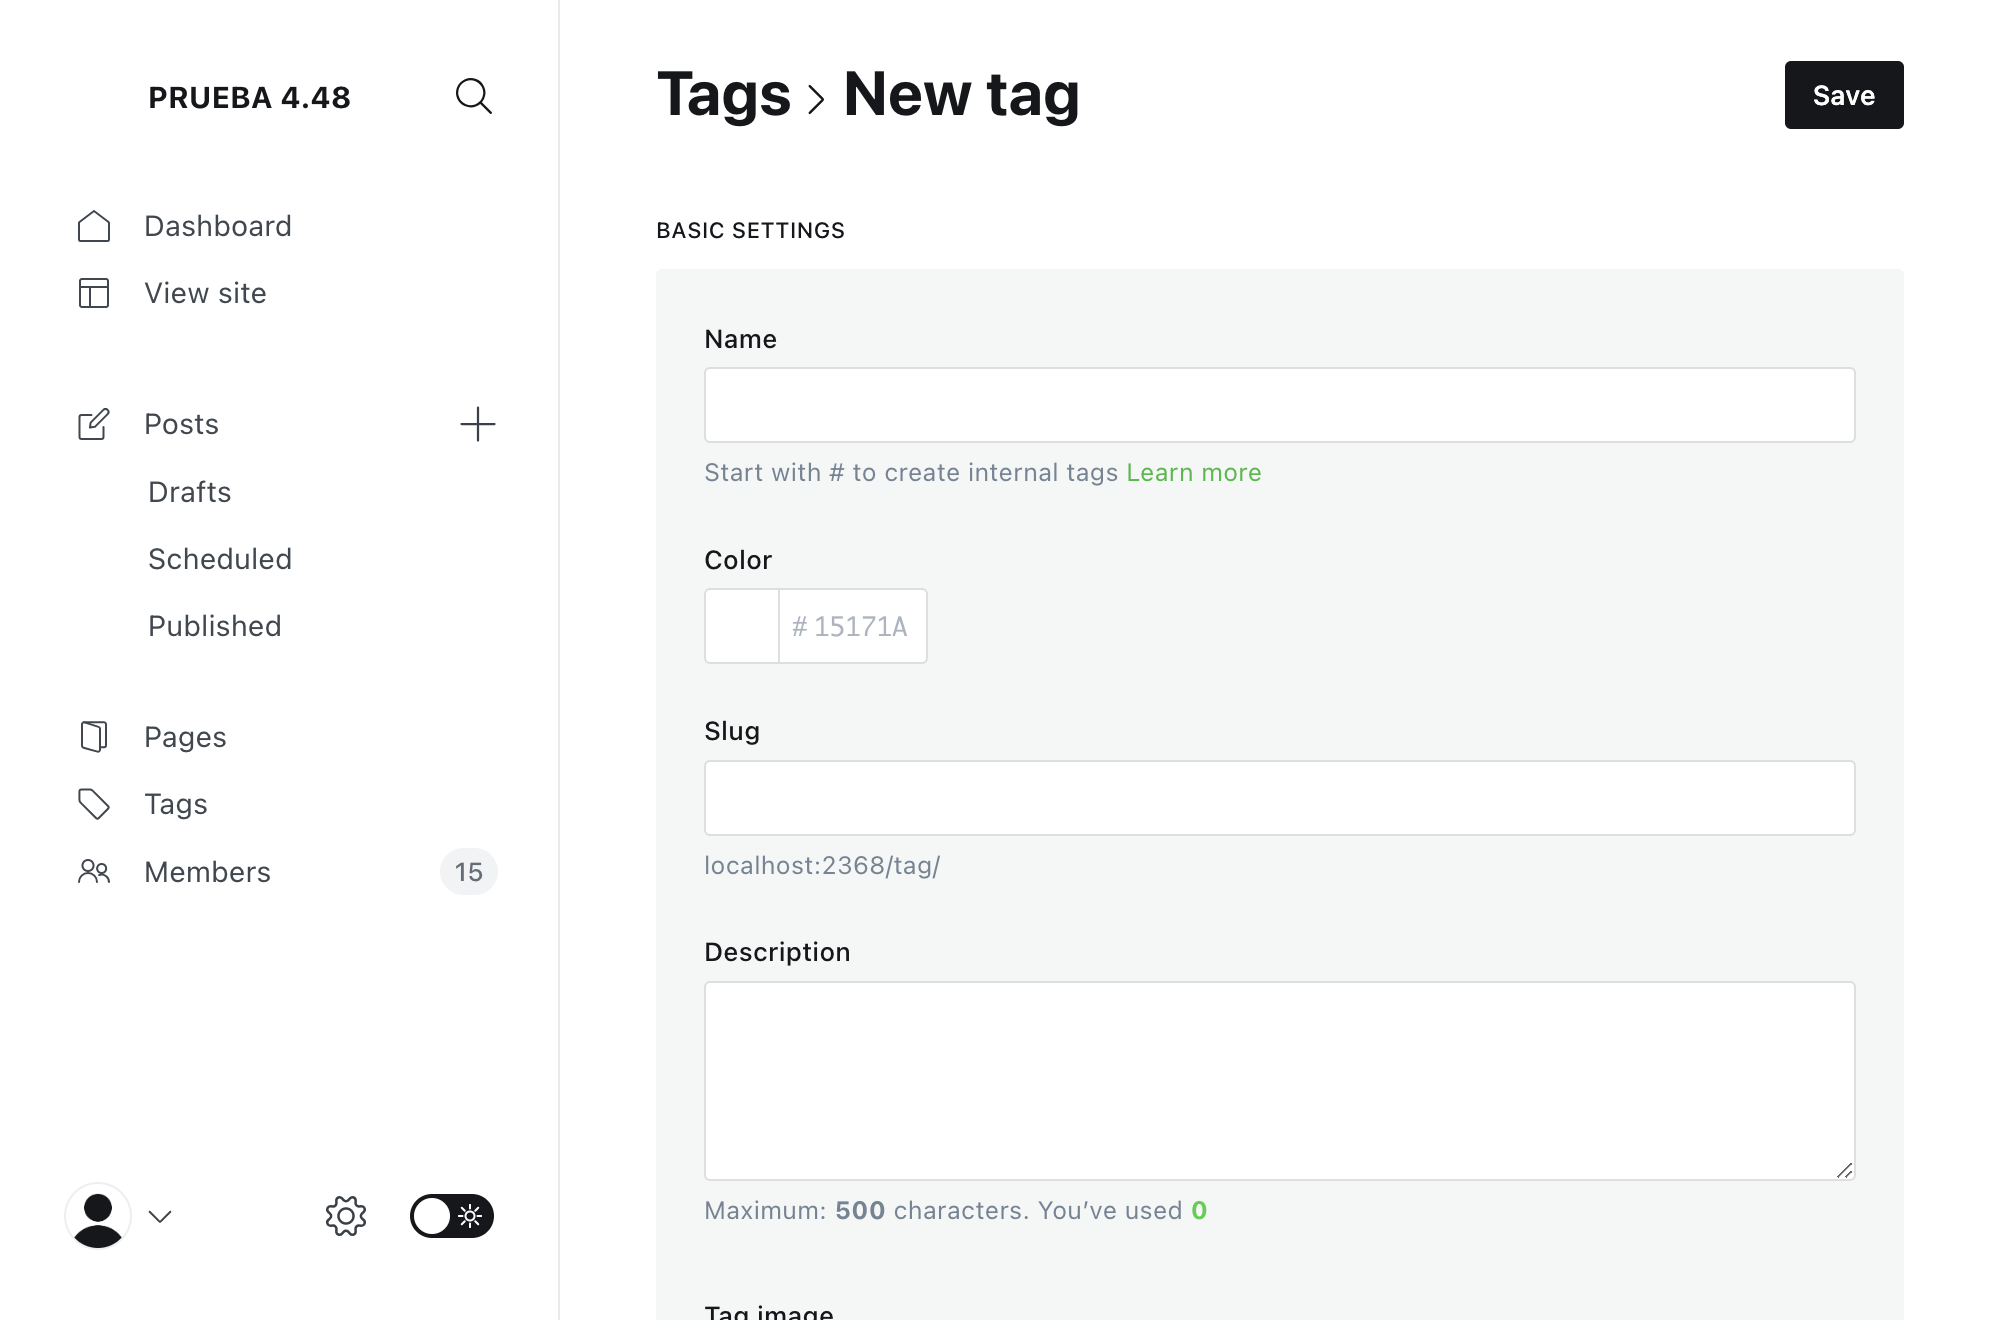 PRUEBA 4.48
Dashboard
View site
Posts
Drafts
Scheduled
Published
Pages
Tags
Members 15
Tags > New tag
Save
BASIC SETTINGS
Name
Start with # to create internal tags Learn more
Color
# 15171A
Slug
localhost:2368/tag/
Description
Maximum: 500 characters. You’ve used 0
Tag image